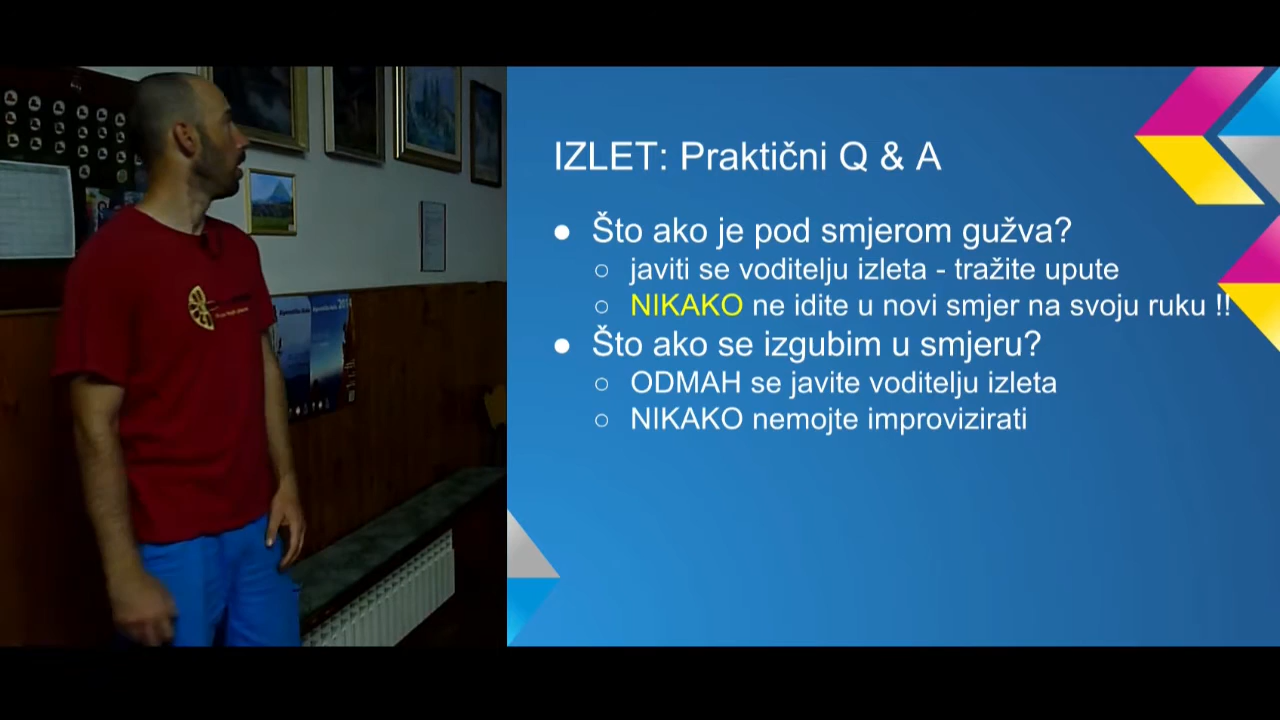 IZLET: Praktični Q & A
● Što ako je pod smjerom gužva?
○ javiti se voditelju izleta - tražite upute
○ NIKAKO ne idite u novi smjer na svoju ruku !!
● Što ako se izgubim u smjeru?
○ ODMAH se javite voditelju izleta
○ NIKAKO nemojte improvizirati